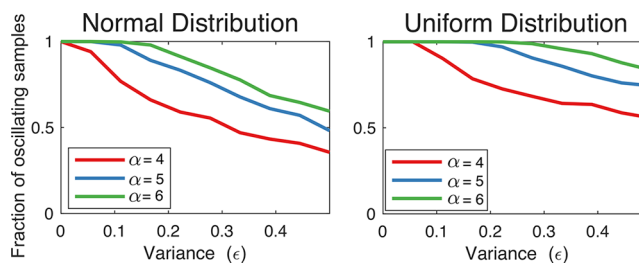 Normal Distribution
Uniform Distribution
Fraction of oscillating samples
1
0.5
0
α = 4
α = 5
α = 6
0
0.1
0.2
0.3
0.4
Variance (ϵ)
1
0.5
0
α = 4
α = 5
α = 6
0
0.1
0.2
0.3
0.4
Variance (ϵ)